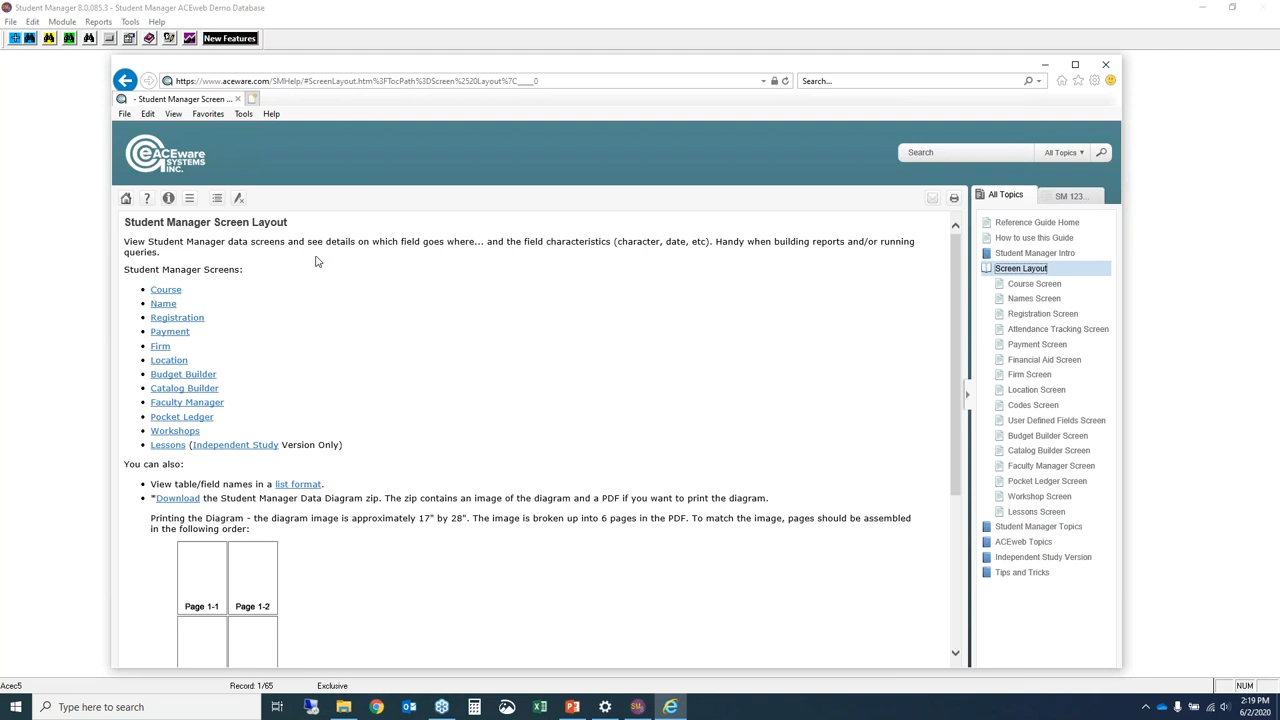 Student Manager 8.0.085.3 - Student Manager ACEweb Demo Database
File Edit Module Reports Tools Help
New Features
https://www.aceware.com/SMHelp/#ScreenLayout.htm%3FTocPath%3DScreen%2520Layout%7C____0
Search...
- Student Manager Screen ...
File Edit View Favorites Tools Help
ACEware
SYSTEMS
INC.
Search
All Topics
All Topics
SM 123...
Student Manager Screen Layout
View Student Manager data screens and see details on which field goes where... and the field characteristics (character, date, etc). Handy when building reports and/or running
queries.
Student Manager Screens:
• Course
• Name
• Registration
• Payment
• Firm
• Location
• Budget Builder
• Catalog Builder
• Faculty Manager
• Pocket Ledger
• Workshops
• Lessons (Independent Study Version Only)
You can also:
• View table/field names in a list format.
• *Download the Student Manager Data Diagram zip. The zip contains an image of the diagram and a PDF if you want to print the diagram.
Printing the Diagram - the diagram image is approximately 17" by 28". The image is broken up into 6 pages in the PDF. To match the image, pages should be assembled
in the following order:
Page 1-1 Page 1-2
Reference Guide Home
How to use this Guide
Student Manager Intro
Screen Layout
Course Screen
Names Screen
Registration Screen
Attendance Tracking Screen
Payment Screen
Financial Aid Screen
Firm Screen
Location Screen
Codes Screen
User Defined Fields Screen
Budget Builder Screen
Catalog Builder Screen
Faculty Manager Screen
Pocket Ledger Screen
Workshop Screen
Lessons Screen
Student Manager Topics
ACEweb Topics
Independent Study Version
Tips and Tricks
Acec5 Record: 1/65 Exclusive NUM
Type here to search
2:19 PM
6/2/2020